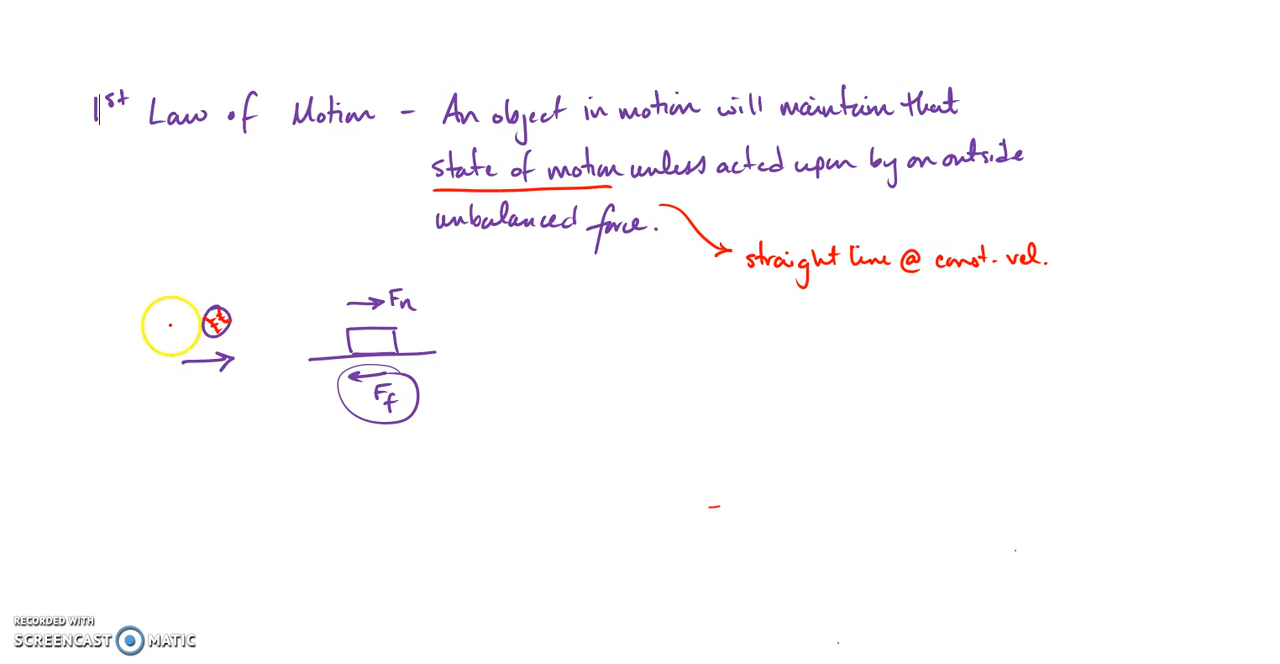 1st Law of Motion - An object in motion will maintain that
state of motion unless acted upon by an outside
unbalanced force.
straight line @ const. vel.
Fn
Ff
RECORDED WITH
SCREENCAST MATIC